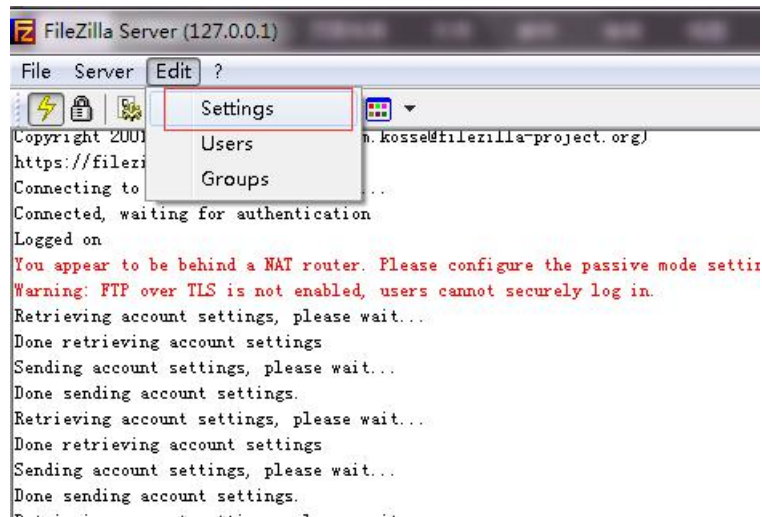 FileZilla Server (127.0.0.1)
File Server Edit ?
Settings
Users
Groups
Copyright 2001 n.kosse@filezilla-project.org)
https://filezi
Connecting to ...
Connected, waiting for authentication
Logged on
You appear to be behind a NAT router. Please configure the passive mode settin
Warning: FTP over TLS is not enabled, users cannot securely log in.
Retrieving account settings, please wait...
Done retrieving account settings
Sending account settings, please wait...
Done sending account settings.
Retrieving account settings, please wait...
Done retrieving account settings
Sending account settings, please wait...
Done sending account settings.